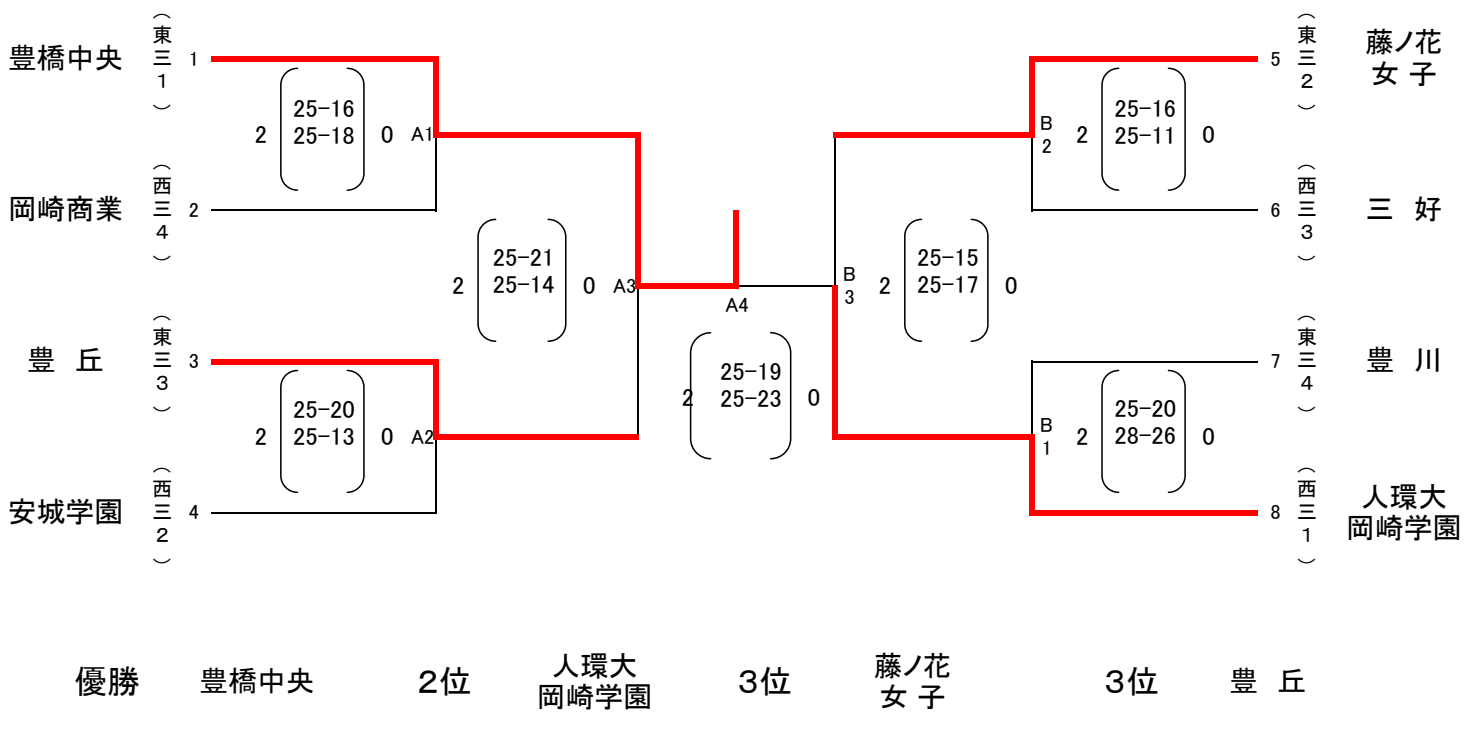 豊橋中央
（東三１）
1
2
25-16
25-18
0
A1
岡崎商業
（西三４）
2
2
25-21
25-14
0
A3
豊 丘
（東三３）
3
2
25-20
25-13
0
A2
安城学園
（西三２）
4
A4
2
25-19
25-23
0
藤ノ花
女 子
（東三２）
5
B
2
2
25-16
25-11
0
三 好
（西三３）
6
B
3
2
25-15
25-17
0
豊 川
（東三４）
7
B
1
2
25-20
28-26
0
人環大
岡崎学園
（西三１）
8
優勝 豊橋中央
２位
人環大
岡崎学園
３位
藤ノ花
女 子
３位 豊 丘